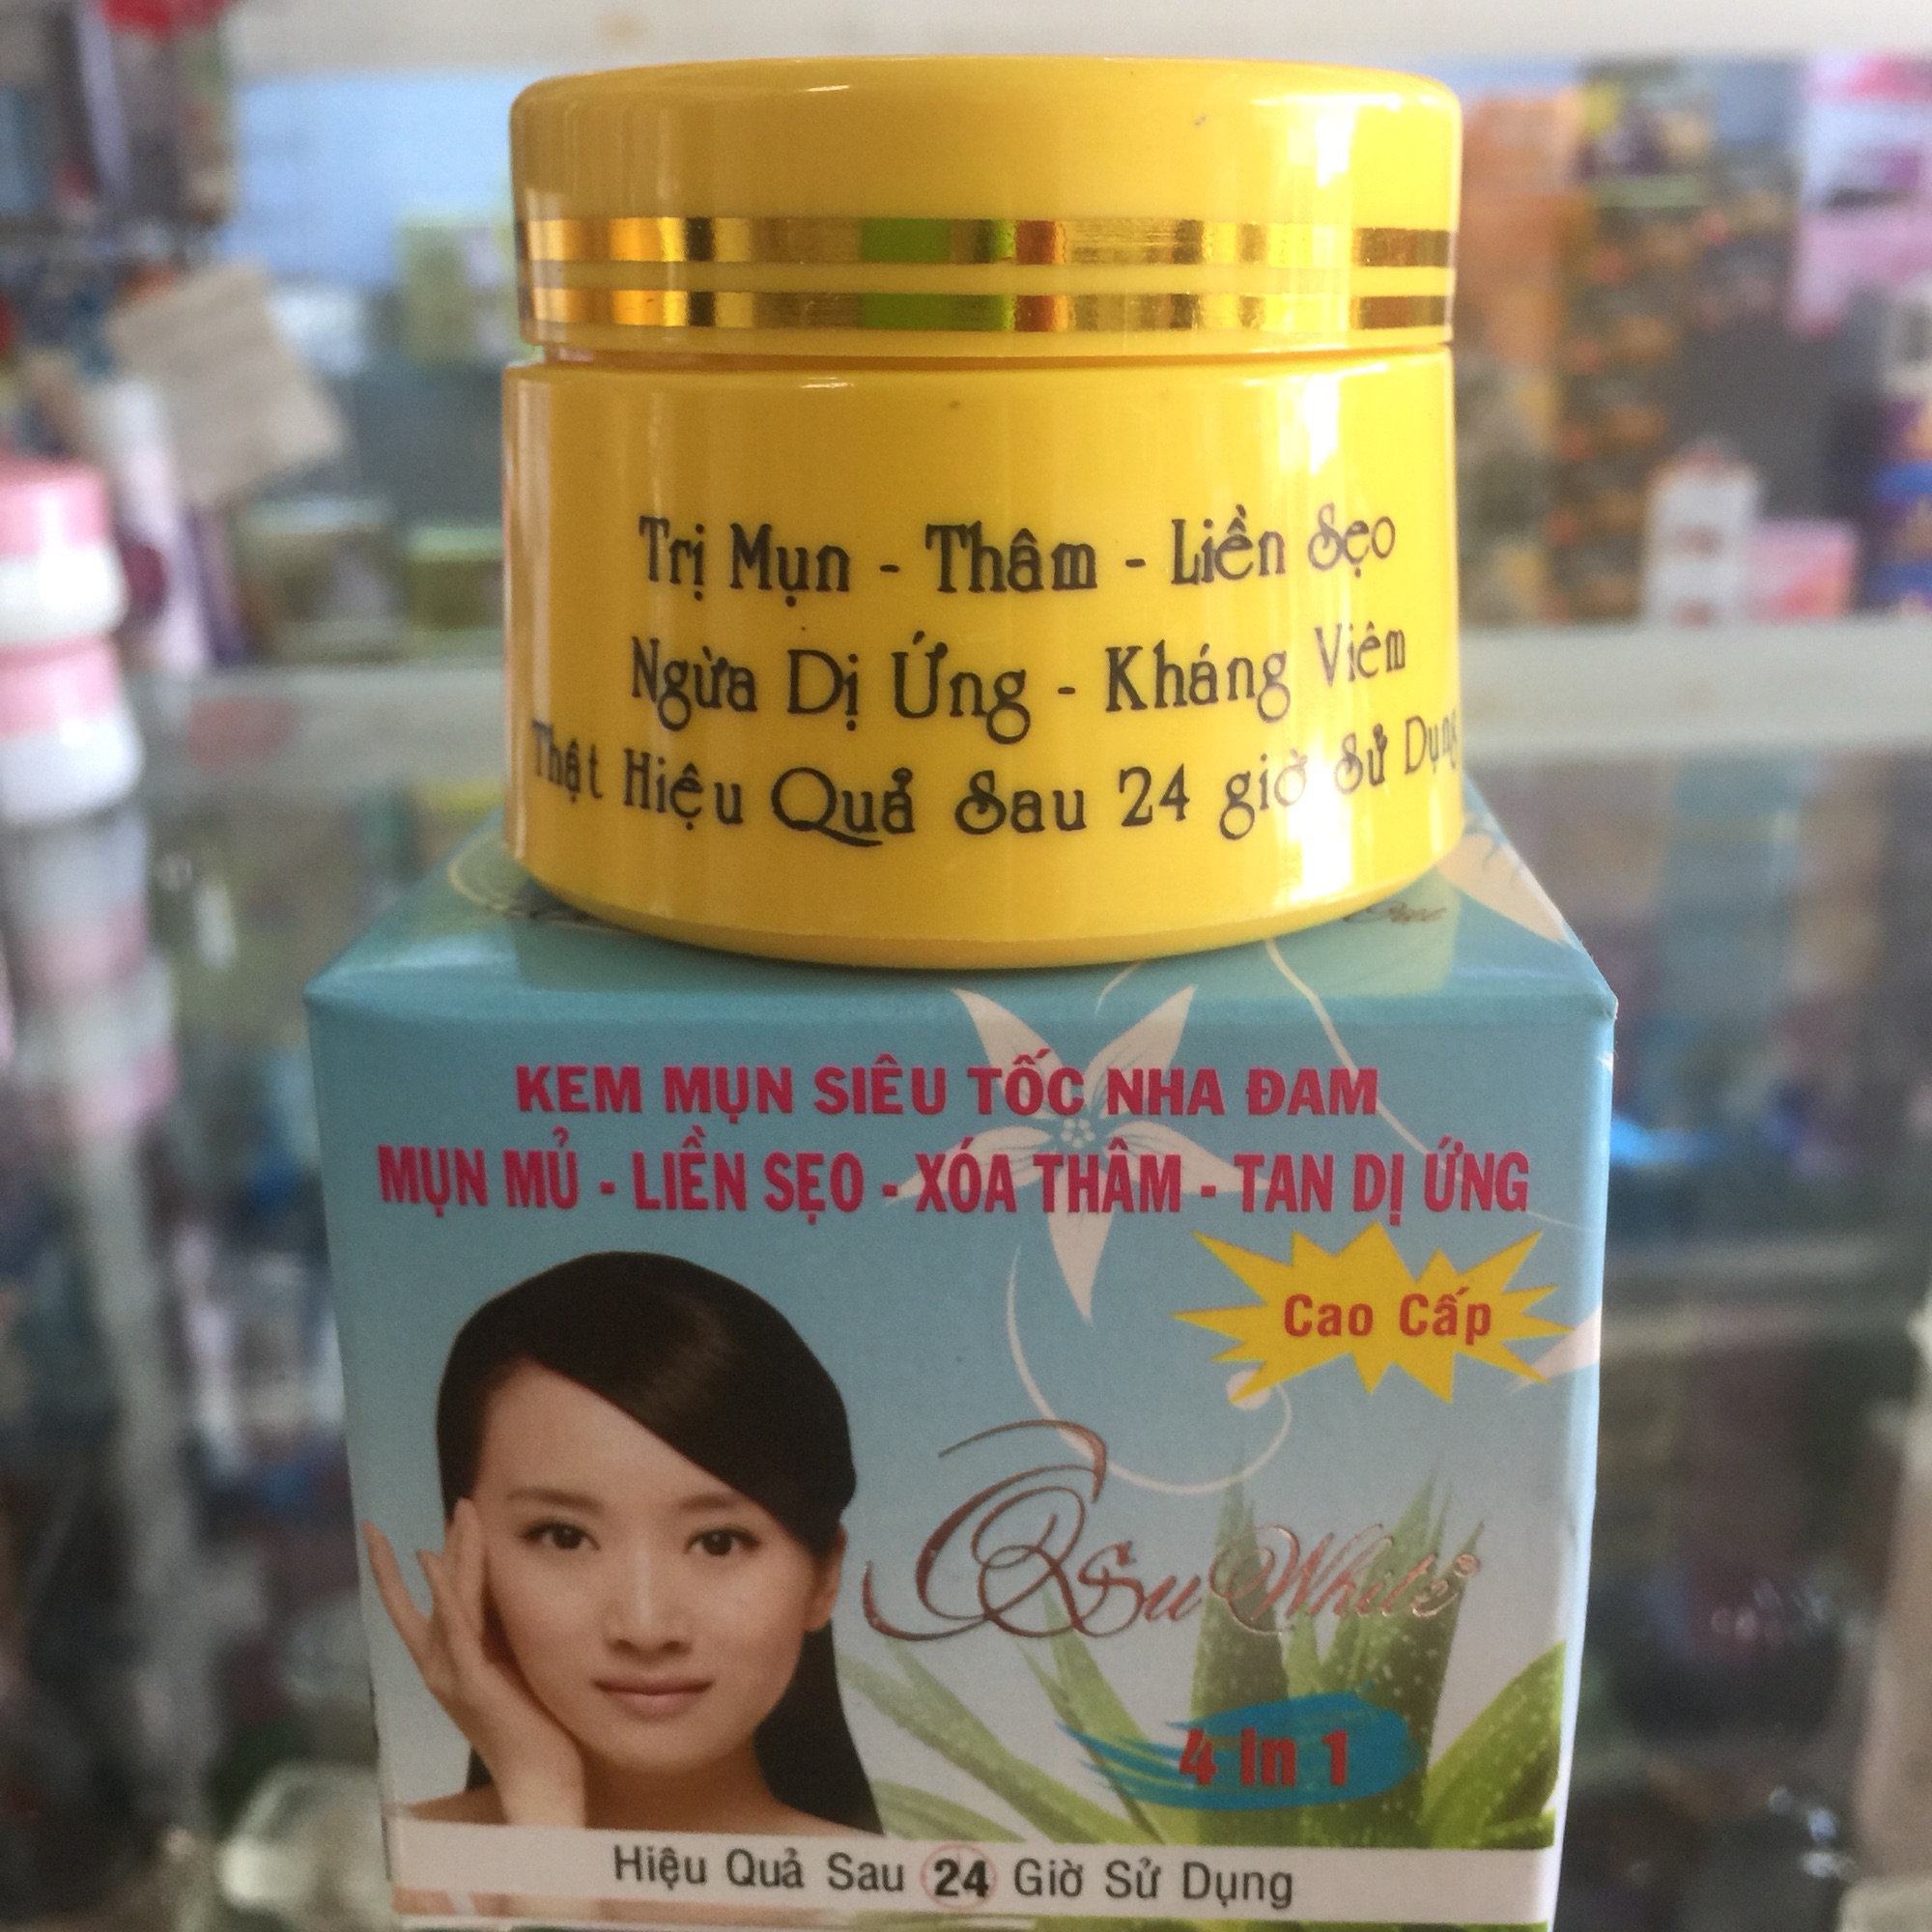 Trị Mụn - Thâm - Liền Sẹo
Ngừa Dị Ứng - Kháng Viêm
Thật Hiệu Quả Sau 24 giờ Sử Dụng
KEM MỤN SIÊU TỐC NHA ĐAM
MỤN MỦ - LIỀN SẸO - XÓA THÂM - TAN DỊ ỨNG
Cao Cấp
Su White
4 In 1
Hiệu Quả Sau 24 Giờ Sử Dụng